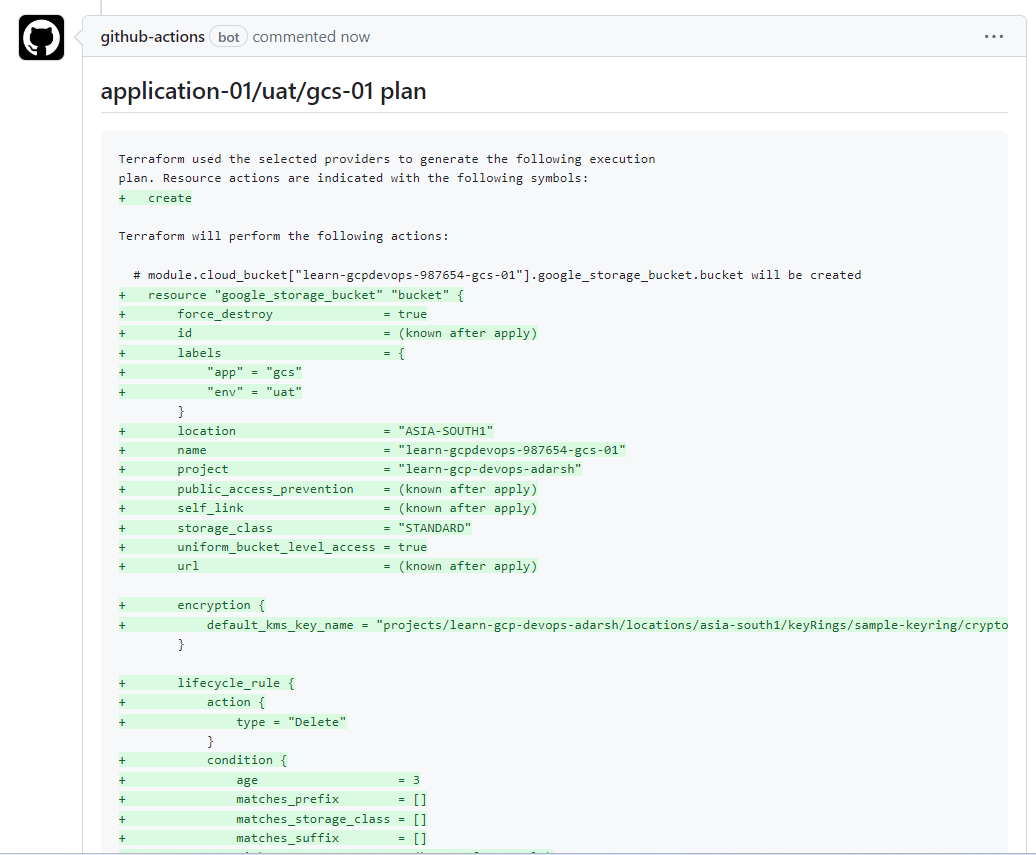 github-actions bot commented now
application-01/uat/gcs-01 plan
Terraform used the selected providers to generate the following execution
plan. Resource actions are indicated with the following symbols:
+   create
Terraform will perform the following actions:
  # module.cloud_bucket["learn-gcpdevops-987654-gcs-01"].google_storage_bucket.bucket will be created
+   resource "google_storage_bucket" "bucket" {
+       force_destroy               = true
+       id                          = (known after apply)
+       labels                      = {
+           "app" = "gcs"
+           "env" = "uat"
        }
+       location                    = "ASIA-SOUTH1"
+       name                        = "learn-gcpdevops-987654-gcs-01"
+       project                     = "learn-gcp-devops-adarsh"
+       public_access_prevention    = (known after apply)
+       self_link                   = (known after apply)
+       storage_class               = "STANDARD"
+       uniform_bucket_level_access = true
+       url                         = (known after apply)
+       encryption {
+           default_kms_key_name = "projects/learn-gcp-devops-adarsh/locations/asia-south1/keyRings/sample-keyring/crypto
        }
+       lifecycle_rule {
+           action {
+               type = "Delete"
            }
+           condition {
+               age                   = 3
+               matches_prefix        = []
+               matches_storage_class = []
+               matches_suffix        = []